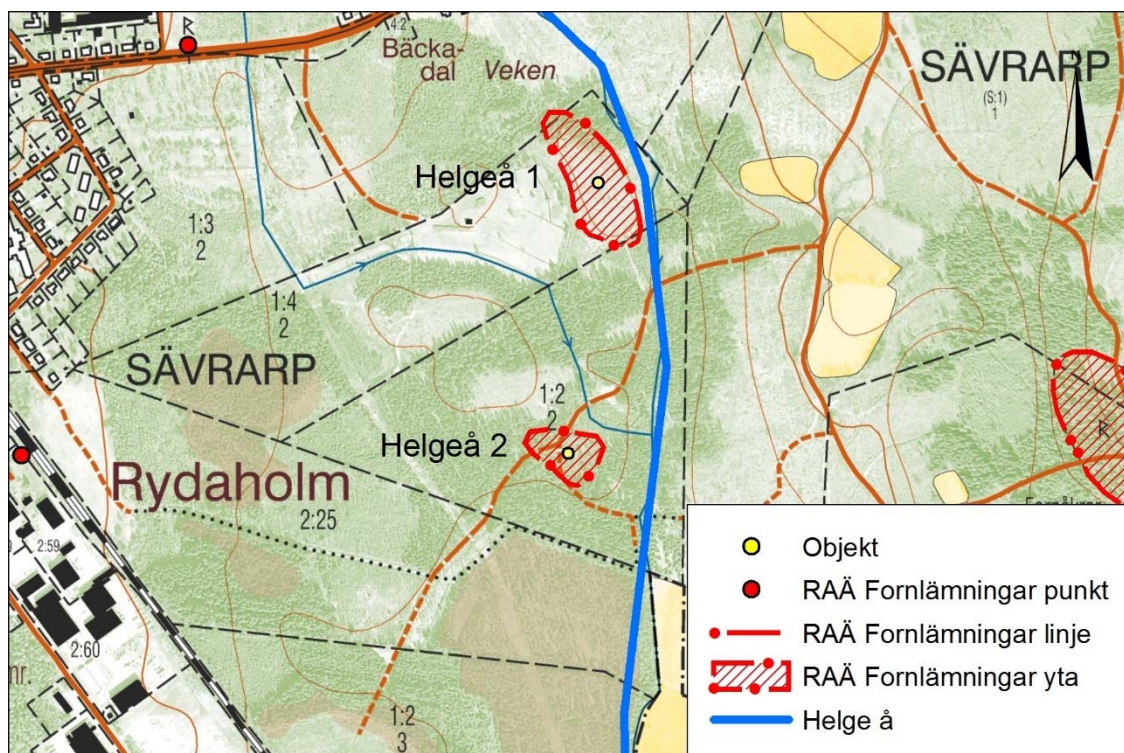 R
4:2
Bäcka-
dal
Veken
SÄVRARP
(S:1)
1
Helgeå 1
1:3
2
1:4
2
SÄVRARP
1:2
2
Helgeå 2
R
Rydaholm
2:25
2:59
2:60
1:2
3
Objekt
RAÄ Fornlämningar punkt
RAÄ Fornlämningar linje
RAÄ Fornlämningar yta
Helge å